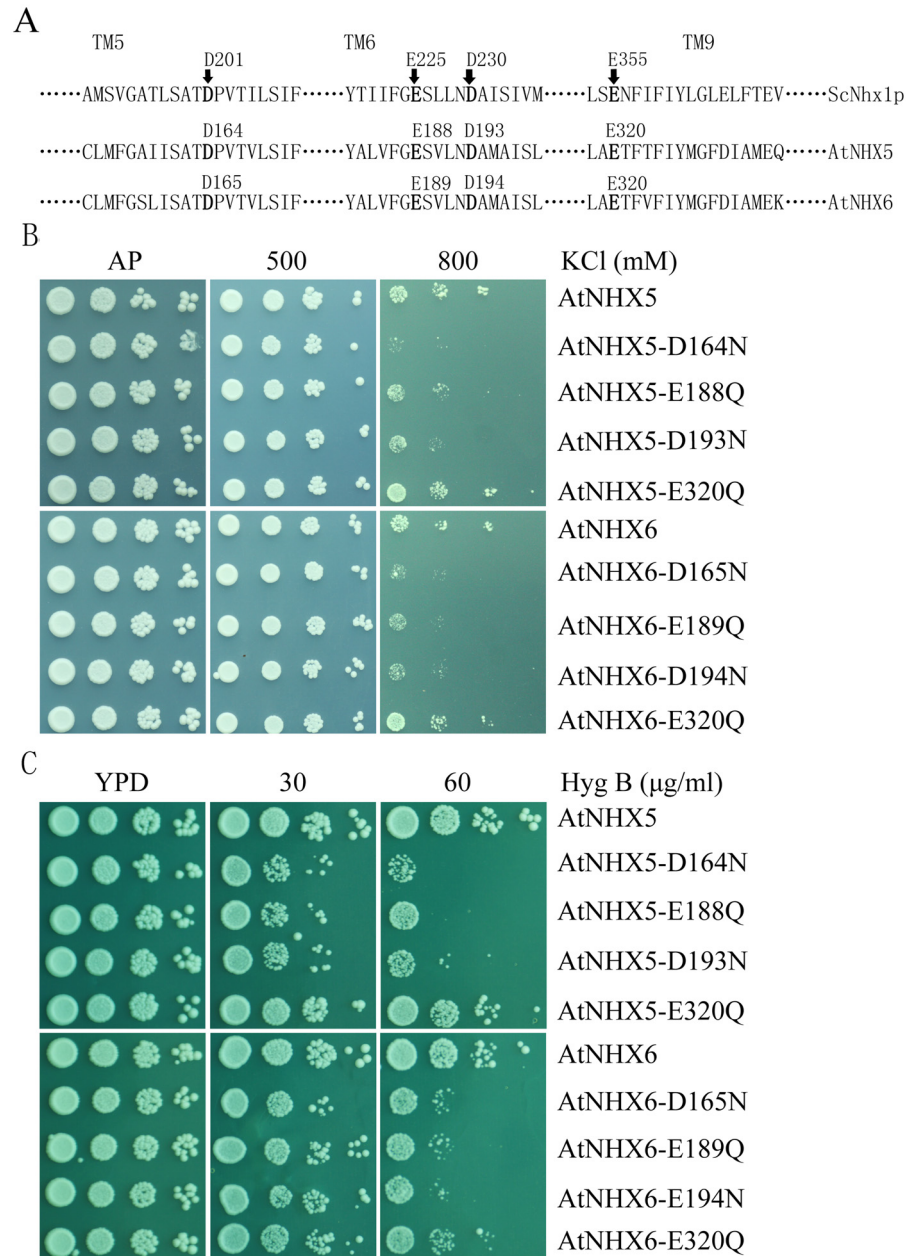 A
TM5 TM6 TM9
D201 E225 D230 E355
······AMSVGATLSATDPVTILSIF······YTIIFGESLLNDAISIVM······LSENFIFIYLGLELFTEV······ScNhx1p
D164 E188 D193 E320
······CLMFGAIISATDPVTVLSIF······YALVFGESVLNDAMAISL······LAETFTFIYMGFDIAMEQ······AtNHX5
D165 E189 D194 E320
······CLMFGSLISATDPVTVLSIF······YALVFGESVLNDAMAISL······LAETFVFIYMGFDIAMEK······AtNHX6
B
AP 500 800 KCl (mM)
AtNHX5
AtNHX5-D164N
AtNHX5-E188Q
AtNHX5-D193N
AtNHX5-E320Q
AtNHX6
AtNHX6-D165N
AtNHX6-E189Q
AtNHX6-D194N
AtNHX6-E320Q
C
YPD 30 60 Hyg B (μg/ml)
AtNHX5
AtNHX5-D164N
AtNHX5-E188Q
AtNHX5-D193N
AtNHX5-E320Q
AtNHX6
AtNHX6-D165N
AtNHX6-E189Q
AtNHX6-E194N
AtNHX6-E320Q